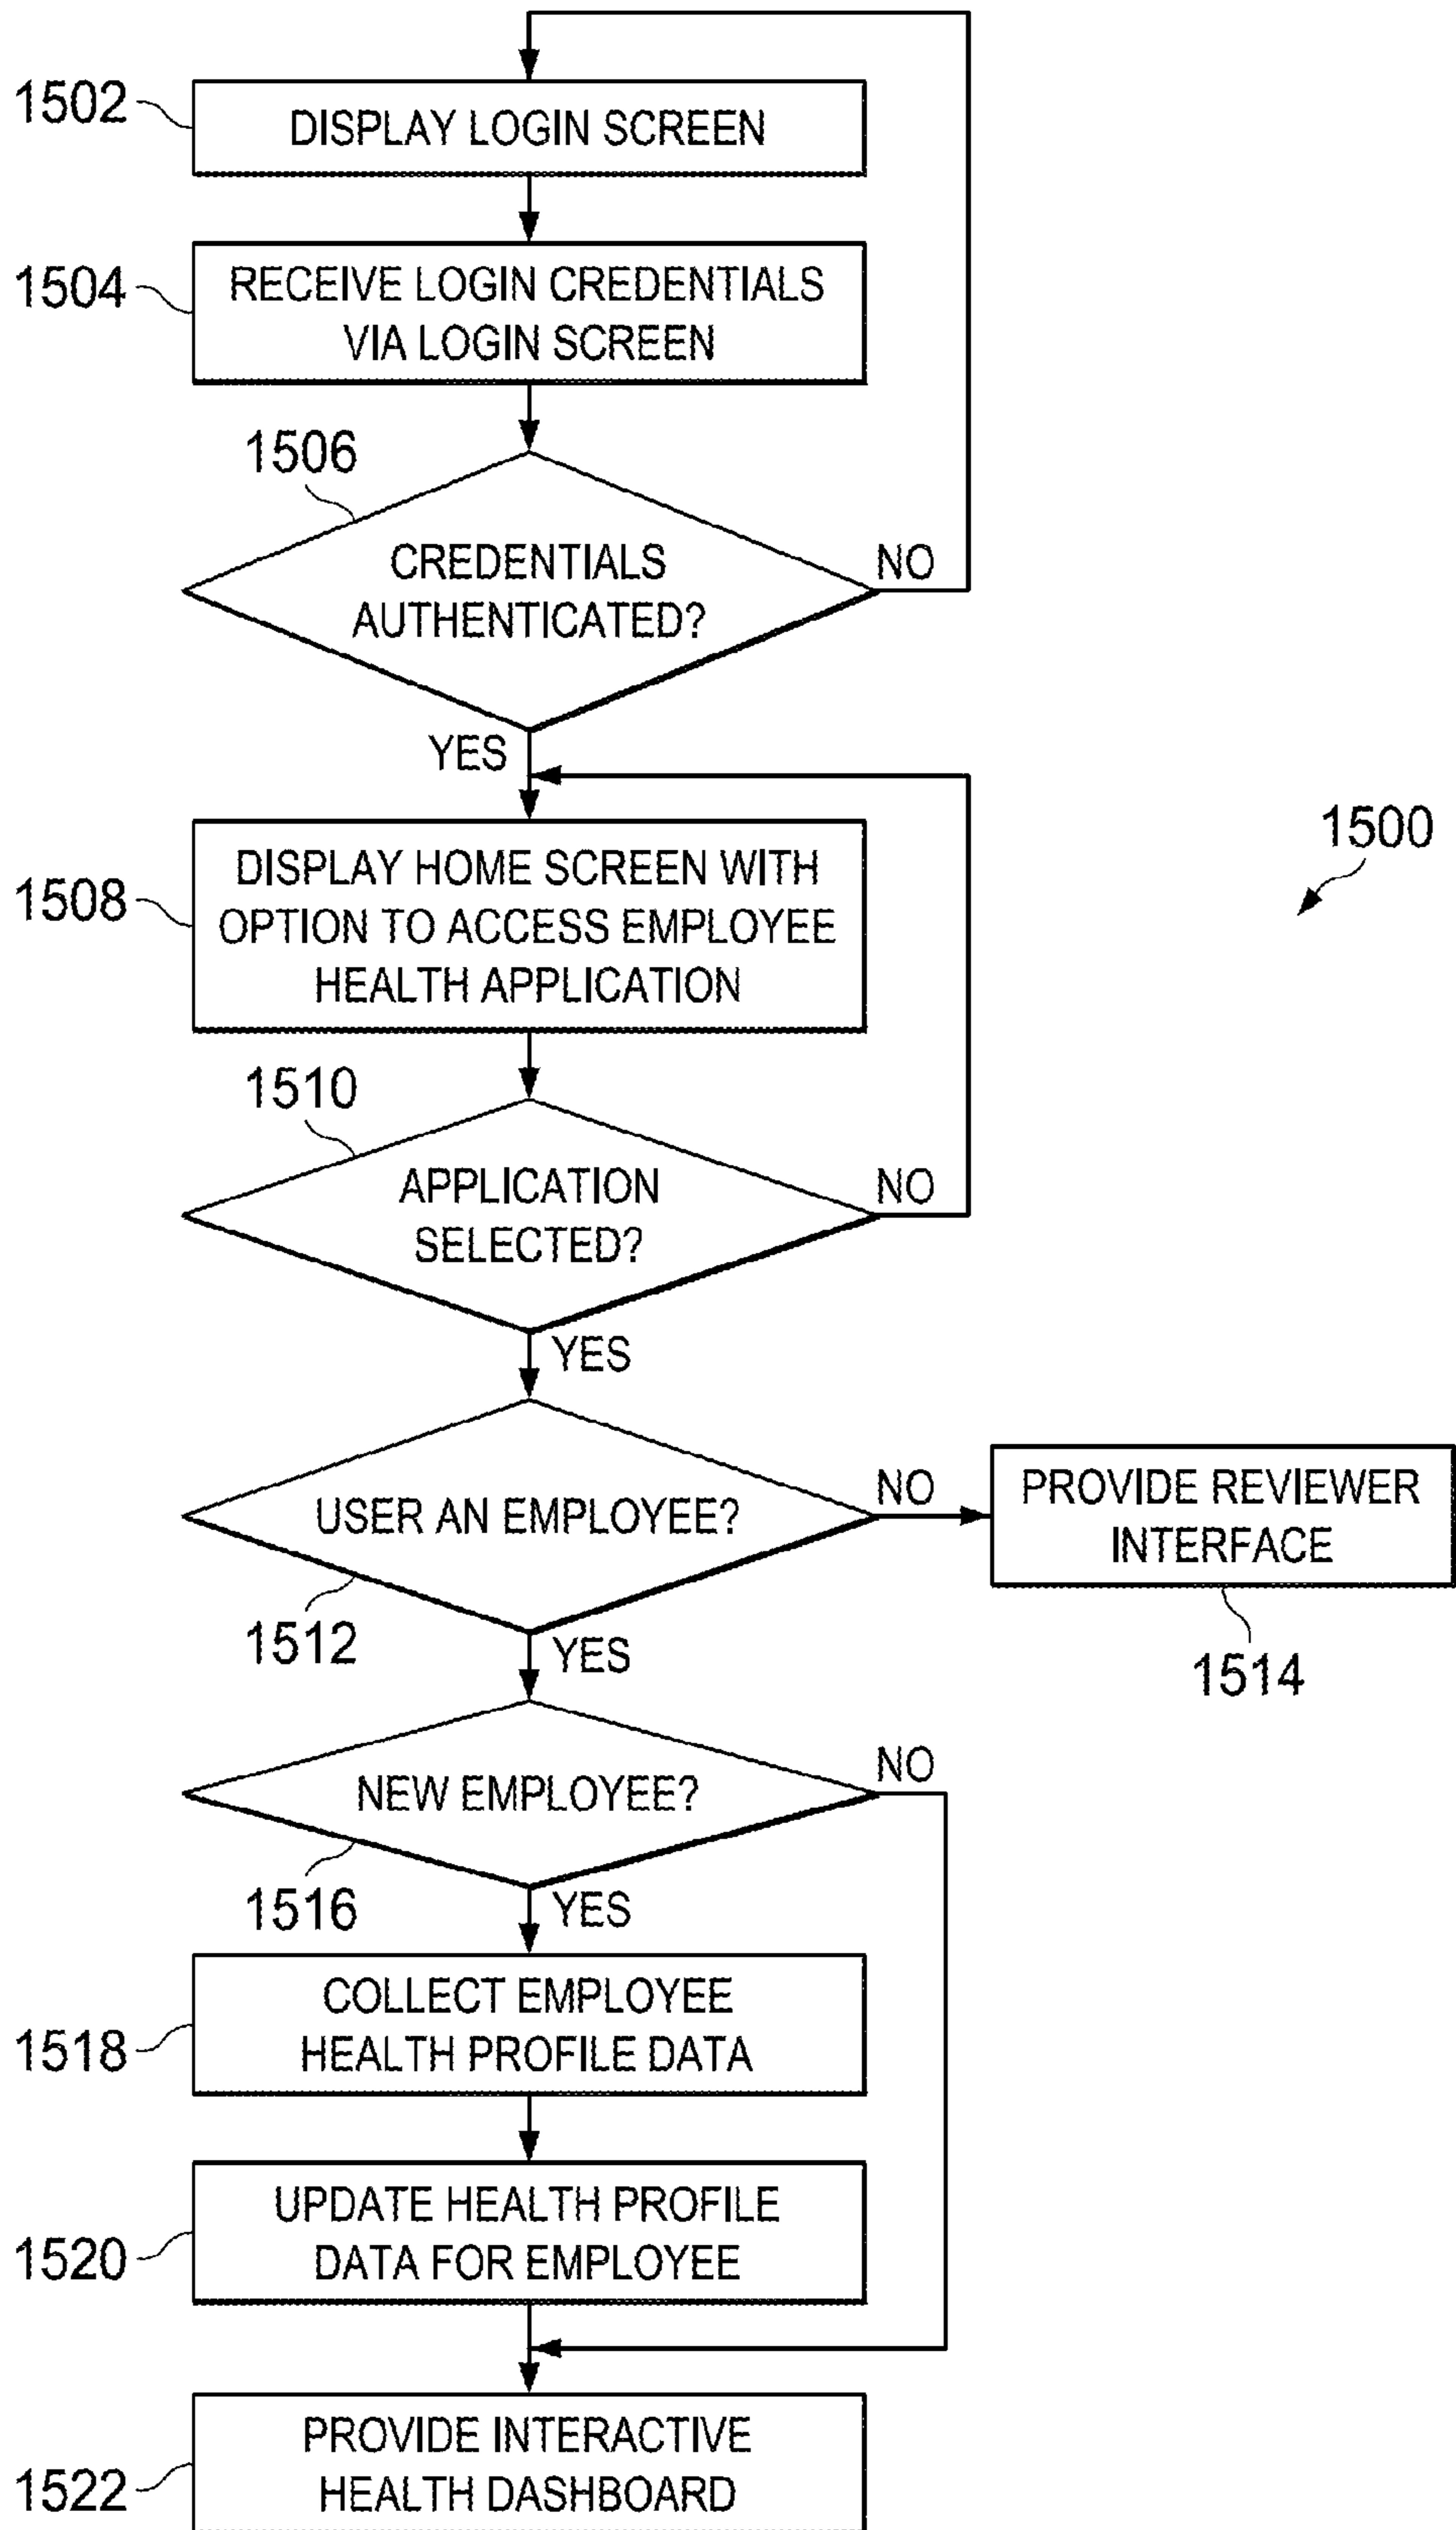 1502
DISPLAY LOGIN SCREEN
1504
RECEIVE LOGIN CREDENTIALS
VIA LOGIN SCREEN
1506
CREDENTIALS
AUTHENTICATED?
NO
YES
1500
1508
DISPLAY HOME SCREEN WITH
OPTION TO ACCESS EMPLOYEE
HEALTH APPLICATION
1510
APPLICATION
SELECTED?
NO
YES
USER AN EMPLOYEE?
NO
1512
YES
PROVIDE REVIEWER
INTERFACE
1514
NEW EMPLOYEE?
NO
1516
YES
1518
COLLECT EMPLOYEE
HEALTH PROFILE DATA
1520
UPDATE HEALTH PROFILE
DATA FOR EMPLOYEE
1522
PROVIDE INTERACTIVE
HEALTH DASHBOARD